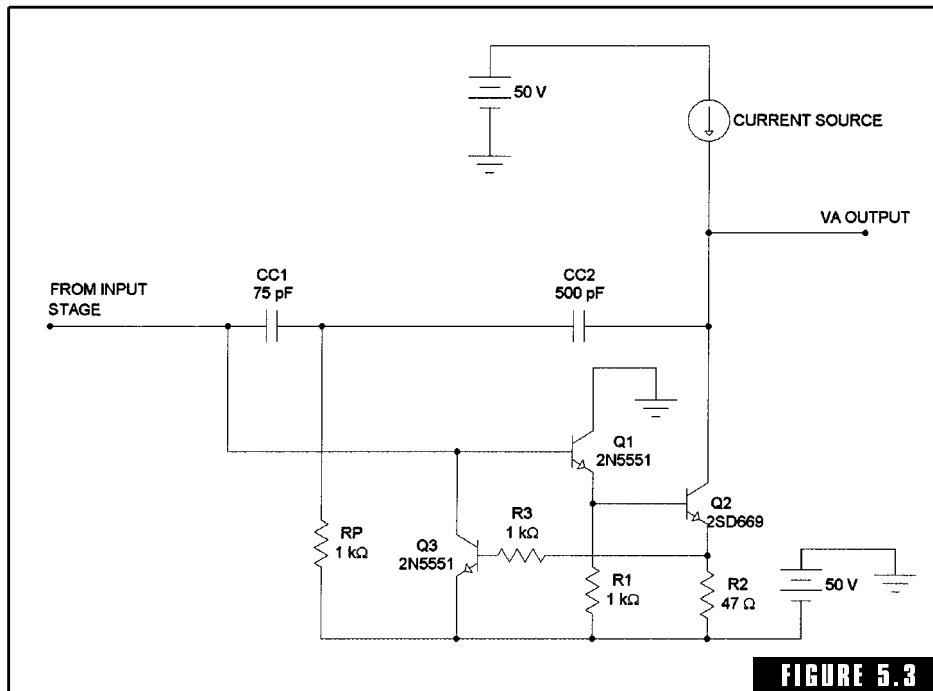 50 V
CURRENT SOURCE
VA OUTPUT
FROM INPUT
STAGE
CC1
75 pF
CC2
500 pF
Q1
2N5551
Q2
2SD669
R3
1 kΩ
RP
1 kΩ
Q3
2N5551
R1
1 kΩ
R2
47 Ω
50 V
FIGURE 5.3